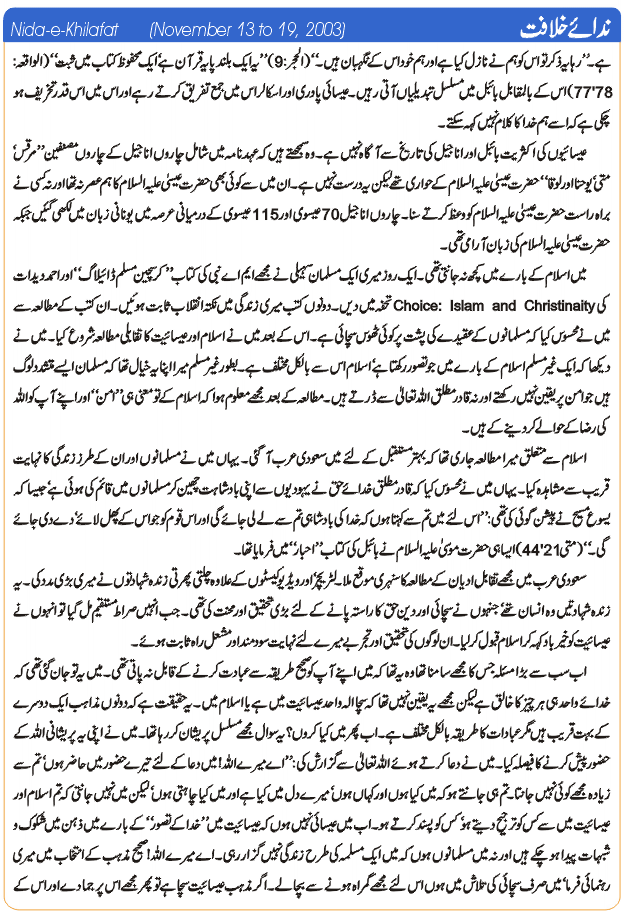 Nida-e-Khilafat (November 13 to 19, 2003) ندائے خلافت
ہے۔ ’’رہا یہ ذکر تو اس کو ہم نے نازل کیا ہے اور ہم خود اس کے نگہبان ہیں۔‘‘ (الحجر:9) ’’یہ ایک بلند پایہ قرآن ہے‘ ایک محفوظ کتاب میں ثبت‘‘ (الواقعہ:
77'78) اس کے بالمقابل بائبل میں مسلسل تبدیلیاں آتی رہیں۔ عیسائی پادری اور اسکالر اس میں جمع تفریق کرتے رہے اور اس میں اس قدر تحریف ہو
چکی ہے کہ اسے ہم خدا کا کلام نہیں کہہ سکتے۔
عیسائیوں کی اکثریت بائبل اور اناجیل کی تاریخ سے آگاہ نہیں ہے۔ وہ سمجھتے ہیں کہ عہد نامہ میں شامل چاروں اناجیل کے چاروں مصنفین ’’مرقس‘
متی‘ یوحنا اور لوقا‘‘ حضرت عیسیٰ علیہ السلام کے حواری تھے لیکن یہ درست نہیں ہے۔ ان میں سے کوئی بھی حضرت عیسیٰ علیہ السلام کا ہم عصر نہ تھا اور نہ کسی نے
براہ راست حضرت عیسیٰ علیہ السلام کو وعظ کرتے سنا۔ چاروں اناجیل 70 عیسوی اور 115 عیسوی کے درمیانی عرصہ میں یونانی زبان میں لکھی گئیں جبکہ
حضرت عیسیٰ علیہ السلام کی زبان آرامی تھی۔
میں اسلام کے بارے میں کچھ نہ جانتی تھی۔ ایک روز میری ایک مسلمان سہیلی نے مجھے ایم اے نبی کی کتاب ’’کرسچین مسلم ڈائیلاگ‘‘ اور احمد دیدات
کی Choice: Islam and Christinaity تحفہ میں دیں۔ دونوں کتب میری زندگی میں نکتہ انقلاب ثابت ہوئیں۔ ان کتب کے مطالعہ سے
میں نے محسوس کیا کہ مسلمانوں کے عقیدے کی پشت پر کوئی ٹھوس سچائی ہے۔ اس کے بعد میں نے اسلام اور عیسائیت کا تقابلی مطالعہ شروع کیا۔ میں نے
دیکھا کہ ایک غیر مسلم اسلام کے بارے میں جو تصور رکھتا ہے‘ اسلام اس سے بالکل مختلف ہے۔ بطور غیر مسلم میرا اپنا یہ خیال تھا کہ مسلمان ایسے متشدد لوگ
ہیں جو امن پر یقین نہیں رکھتے اور نہ قادر مطلق اللہ تعالیٰ سے ڈرتے ہیں۔ مطالعہ کے بعد مجھے معلوم ہوا کہ اسلام کے تو معنی ہی ’’امن‘‘ اور اپنے آپ کو اللہ
کی رضا کے حوالے کر دینے کے ہیں۔
اسلام سے متعلق میرا مطالعہ جاری تھا کہ بہتر مستقبل کے لئے میں سعودی عرب آ گئی۔ یہاں میں نے مسلمانوں اور ان کے طرز زندگی کا نہایت
قریب سے مشاہدہ کیا۔ یہاں میں نے محسوس کیا کہ قادر مطلق خدائے حق نے یہودیوں سے اپنی بادشاہت چھین کر مسلمانوں میں قائم کی ہوئی ہے‘ جیسا کہ
یسوع مسیح نے پیشن گوئی کی تھی: ’’اس لئے میں تم سے کہتا ہوں کہ خدا کی بادشاہی تم سے لے لی جائے گی اور اس قوم کو جو اس کے پھل لائے‘ دے دی جائے
گی۔‘‘ (متی 21'44) ایسا ہی حضرت موسیٰ علیہ السلام نے بائبل کی کتاب ’’احبار‘‘ میں فرمایا تھا۔
سعودی عرب میں مجھے تقابل ادیان کے مطالعہ کا سنہری موقع ملا۔ لٹریچر‘ اور ویڈیو کیسٹوں کے علاوہ چلتی پھرتی زندہ شہادتوں نے میری بڑی مدد کی۔ یہ
زندہ شہادتیں وہ انسان تھے‘ جنہوں نے سچائی اور دین حق کا راستہ پانے کے لئے بڑی تحقیق اور محنت کی تھی۔ جب انہیں صراط مستقیم مل گیا تو انہوں نے
عیسائیت کو خیر باد کہہ کر اسلام قبول کر لیا۔ ان لوگوں کی تحقیق اور تجربے میرے لئے نہایت سود مند اور مشعل راہ ثابت ہوئے۔
اب سب سے بڑا مسئلہ جس کا مجھے سامنا تھا وہ یہ تھا کہ میں اپنے آپ کو صحیح طریقہ سے عبادت کرنے کے قابل نہ پاتی تھی۔ میں یہ تو جان گئی تھی کہ
خدائے واحد ہی ہر چیز کا خالق ہے لیکن مجھے یہ یقین نہیں تھا کہ سچا الہ واحد عیسائیت میں ہے یا اسلام میں۔ یہ حقیقت ہے کہ دونوں مذاہب ایک دوسرے
کے بہت قریب ہیں مگر عبادات کا طریقہ بالکل مختلف ہے۔ اب پھر میں کیا کروں؟ یہ سوال مجھے مسلسل پریشان کر رہا تھا۔ میں نے اپنی یہ پریشانی اللہ کے
حضور پیش کرنے کا فیصلہ کیا۔ میں نے دعا کرتے ہوئے اللہ تعالیٰ سے گزارش کی: ’’اے میرے اللہ! میں دعا کے لئے تیرے حضور میں حاضر ہوں‘ تم سے
زیادہ مجھے کوئی نہیں جانتا۔ تم ہی جانتے ہو کہ میں کیا ہوں اور کہاں ہوں‘ میرے دل میں کیا ہے اور میں کیا چاہتی ہوں‘ لیکن میں نہیں جانتی کہ تم اسلام اور
عیسائیت میں سے کس کو ترجیح دیتے ہو‘ کس کو پسند کرتے ہو۔ اب میں عیسائی نہیں ہوں کہ عیسائیت میں ’’خدا کے تصور‘‘ کے بارے میں ذہن میں شکوک و
شبہات پیدا ہو چکے ہیں اور نہ میں مسلمانوں ہوں کہ میں ایک مسلمہ کی طرح زندگی نہیں گزار رہی۔ اے میرے اللہ! صحیح مذہب کے انتخاب میں میری
رہنمائی فرما‘ میں صرف سچائی کی تلاش میں ہوں اس لئے مجھے گمراہ ہونے سے بچا لے۔ اگر مذہب عیسائیت سچا ہے تو پھر مجھے اس پر جما دے اور اس کے